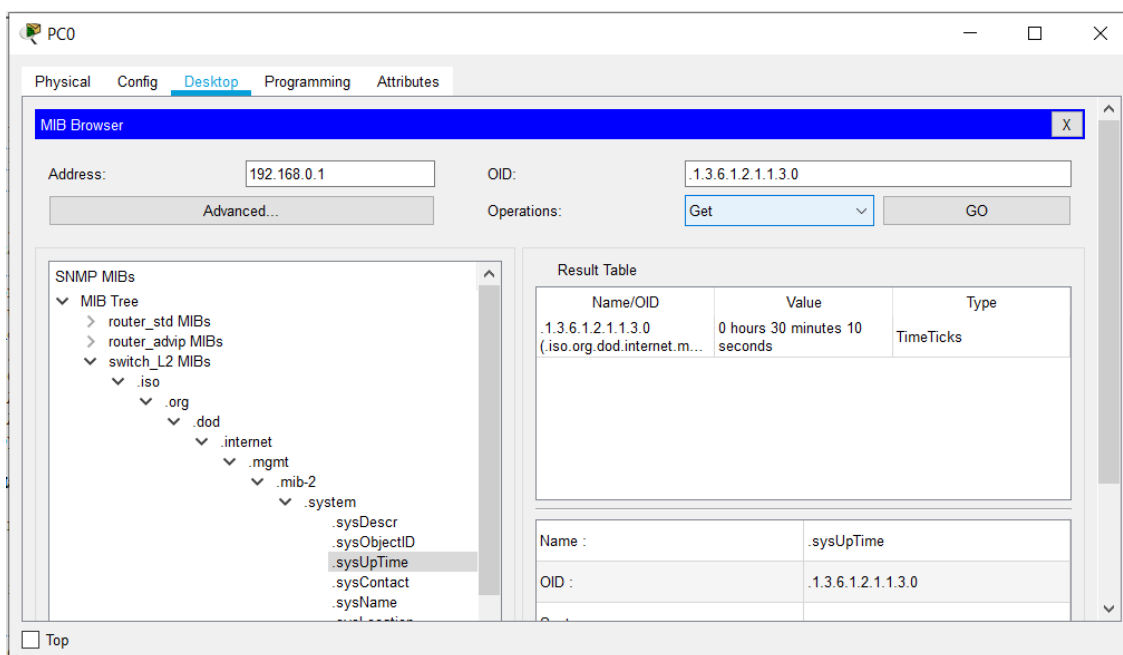 PC0
Physical Config Desktop Programming Attributes
MIB Browser X
Address: 192.168.0.1 OID: .1.3.6.1.2.1.1.3.0
Advanced... Operations: Get GO
SNMP MIBs
MIB Tree
router_std MIBs
router_advip MIBs
switch_L2 MIBs
.iso
.org
.dod
.internet
.mgmt
.mib-2
.system
.sysDescr
.sysObjectID
.sysUpTime
.sysContact
.sysName
Result Table
Name/OID Value Type
.1.3.6.1.2.1.1.3.0 0 hours 30 minutes 10
(.iso.org.dod.internet.m... seconds TimeTicks
Name : .sysUpTime
OID : .1.3.6.1.2.1.1.3.0
Top